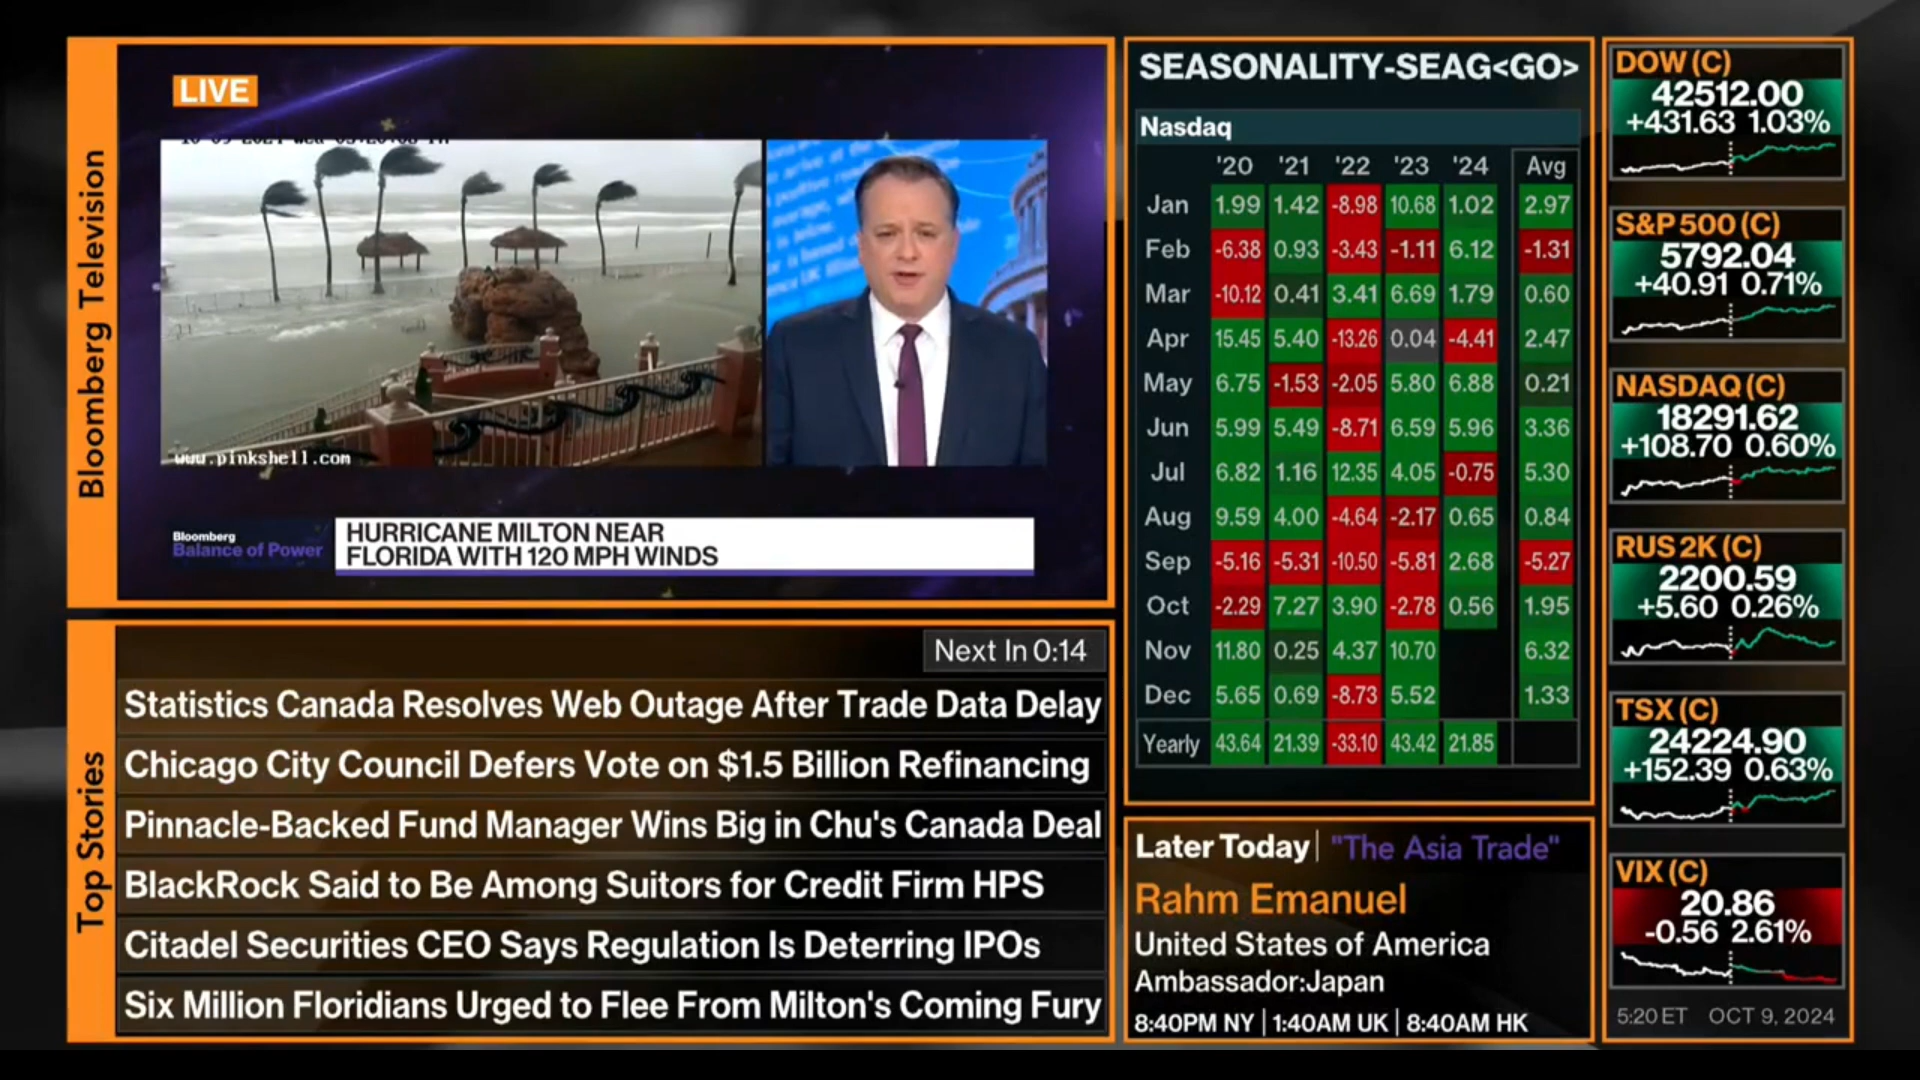 Bloomberg Television
LIVE
www.pinkshell.com
Bloomberg
Balance of Power
HURRICANE MILTON NEAR
FLORIDA WITH 120 MPH WINDS
Top Stories
Next In 0:14
Statistics Canada Resolves Web Outage After Trade Data Delay
Chicago City Council Defers Vote on $1.5 Billion Refinancing
Pinnacle-Backed Fund Manager Wins Big in Chu's Canada Deal
BlackRock Said to Be Among Suitors for Credit Firm HPS
Citadel Securities CEO Says Regulation Is Deterring IPOs
Six Million Floridians Urged to Flee From Milton's Coming Fury
SEASONALITY-SEAG<GO>
Nasdaq
'20 '21 '22 '23 '24 Avg
Jan 1.99 1.42 -8.98 10.68 1.02 2.97
Feb -6.38 0.93 -3.43 -1.11 6.12 -1.31
Mar -10.12 0.41 3.41 6.69 1.79 0.60
Apr 15.45 5.40 -13.26 0.04 -4.41 2.47
May 6.75 -1.53 -2.05 5.80 6.88 0.21
Jun 5.99 5.49 -8.71 6.59 5.96 3.36
Jul 6.82 1.16 12.35 4.05 -0.75 5.30
Aug 9.59 4.00 -4.64 -2.17 0.65 0.84
Sep -5.16 -5.31 -10.50 -5.81 2.68 -5.27
Oct -2.29 7.27 3.90 -2.78 0.56 1.95
Nov 11.80 0.25 4.37 10.70 6.32
Dec 5.65 0.69 -8.73 5.52 1.33
Yearly 43.64 21.39 -33.10 43.42 21.85
Later Today | "The Asia Trade"
Rahm Emanuel
United States of America
Ambassador:Japan
8:40PM NY | 1:40AM UK | 8:40AM HK
DOW (C)
42512.00
+431.63 1.03%
S&P 500 (C)
5792.04
+40.91 0.71%
NASDAQ (C)
18291.62
+108.70 0.60%
RUS 2K (C)
2200.59
+5.60 0.26%
TSX (C)
24224.90
+152.39 0.63%
VIX (C)
20.86
-0.56 2.61%
5:20 ET OCT 9, 2024